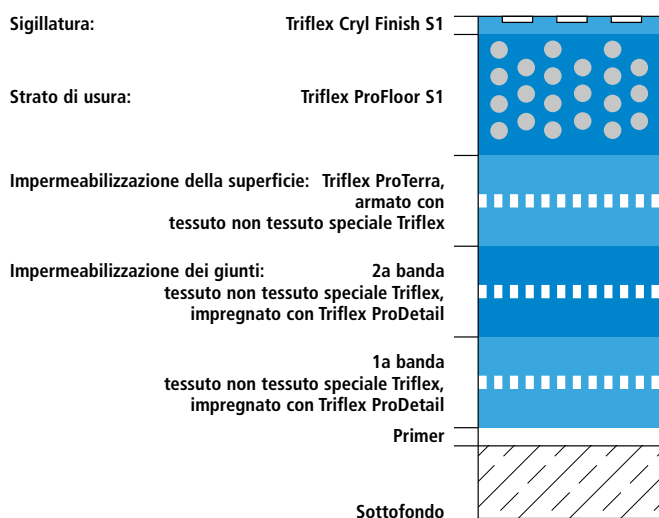 Sigillatura: Triflex Cryl Finish S1
Strato di usura: Triflex ProFloor S1
Impermeabilizzazione della superficie: Triflex ProTerra,
armato con
tessuto non tessuto speciale Triflex
Impermeabilizzazione dei giunti: 2a banda
tessuto non tessuto speciale Triflex,
impregnato con Triflex ProDetail
1a banda
tessuto non tessuto speciale Triflex,
impregnato con Triflex ProDetail
Primer
Sottofondo